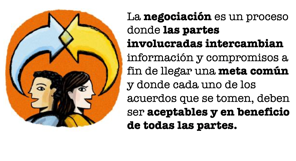 La negociación es un proceso
donde las partes
involucradas intercambian
información y compromisos a
fin de llegar una meta común
y donde cada uno de los
acuerdos que se tomen, deben
ser aceptables y en beneficio
de todas las partes.